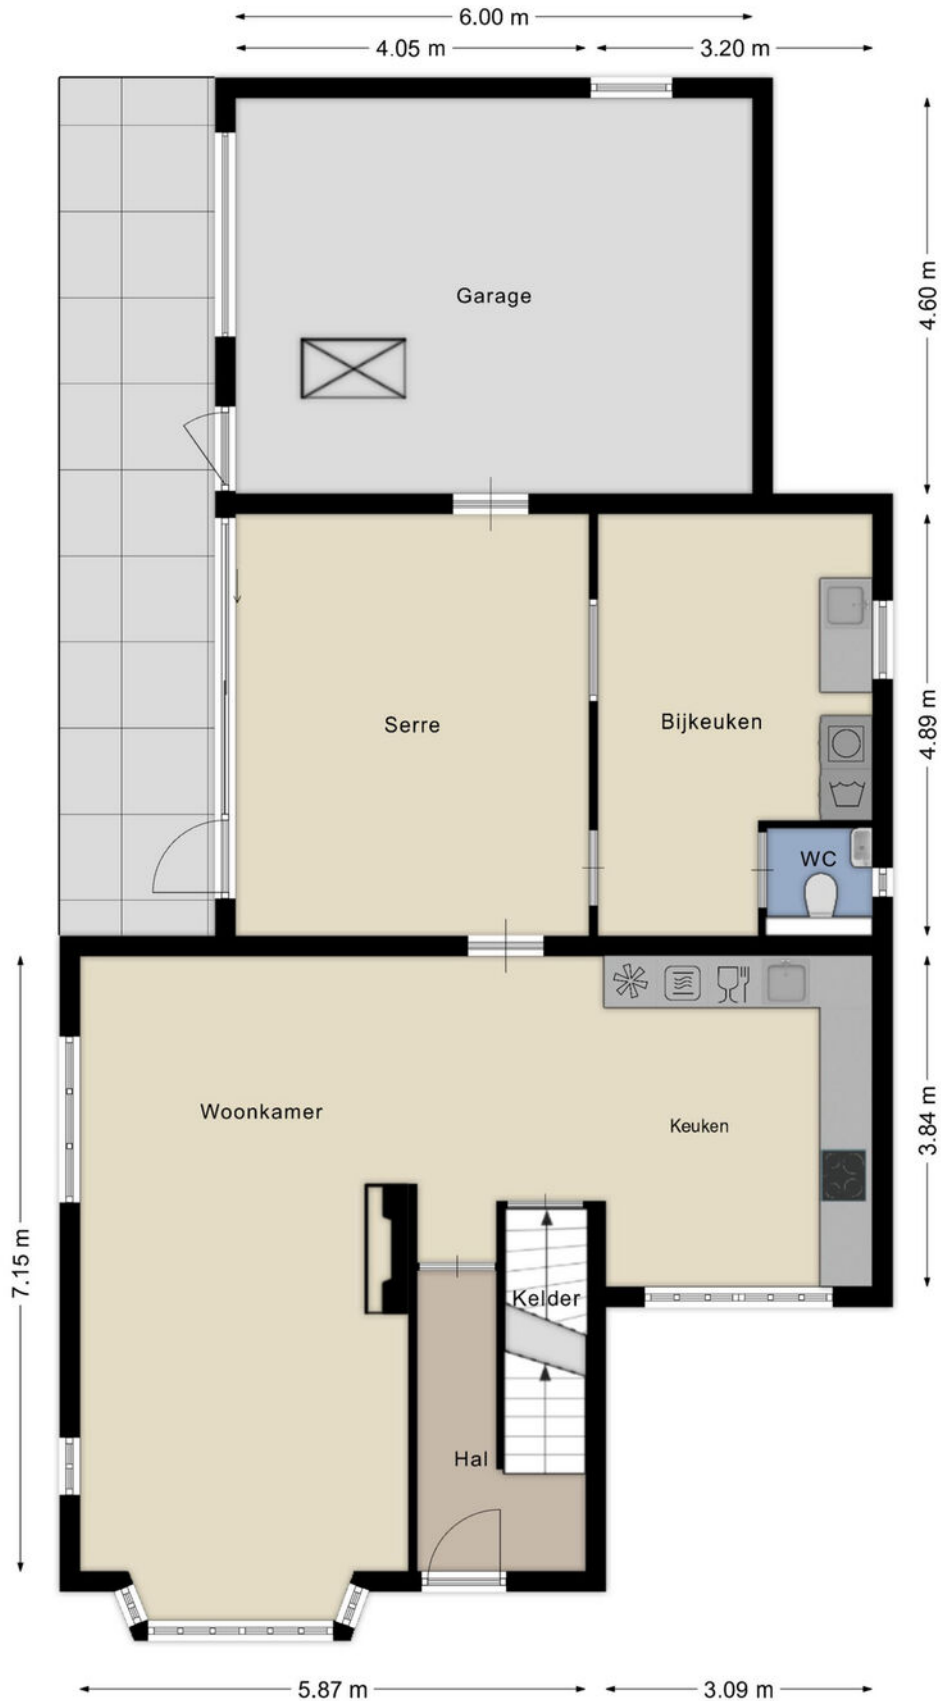 6.00 m
4.05 m
3.20 m
Garage
4.60 m
Serre
Bijkeuken
4.89 m
WC
Woonkamer
Keuken
3.84 m
7.15 m
Kelder
Hal
5.87 m
3.09 m